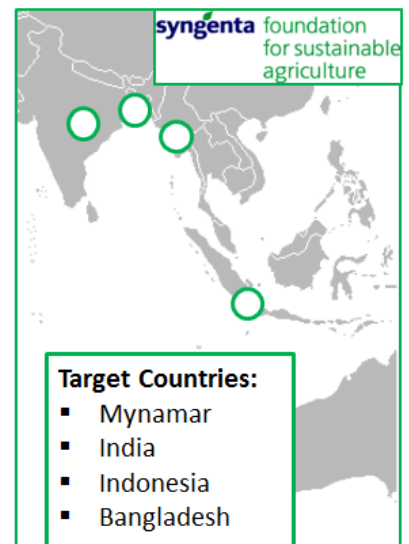 syngenta foundation
for sustainable
agriculture
Target Countries:
▪ Mynamar
▪ India
▪ Indonesia
▪ Bangladesh